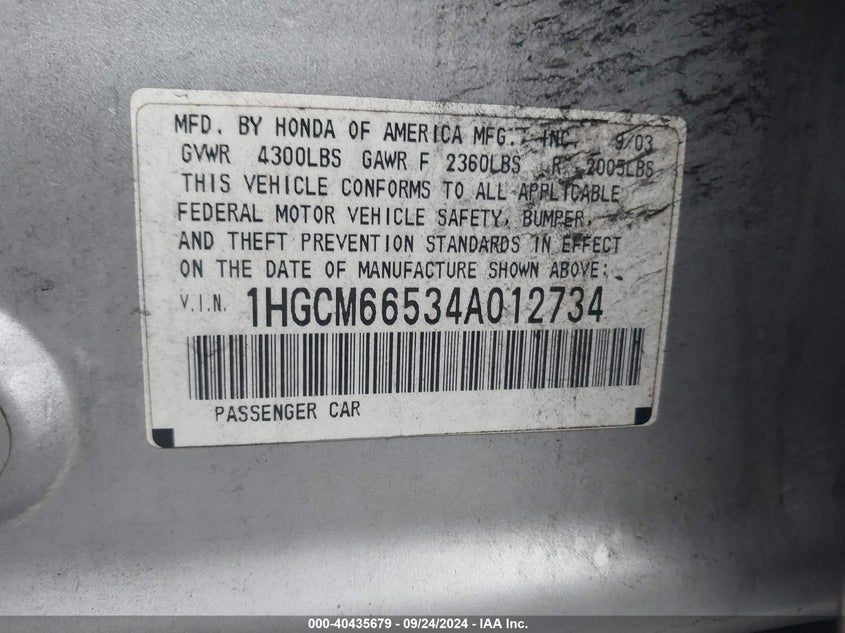 MFD. BY HONDA OF AMERICA MFG., INC. 9/03
GVWR 4300LBS GAWR F 2360LBS R 2005LBS
THIS VEHICLE CONFORMS TO ALL APPLICABLE
FEDERAL MOTOR VEHICLE SAFETY, BUMPER,
AND THEFT PREVENTION STANDARDS IN EFFECT
ON THE DATE OF MANUFACTURE SHOWN ABOVE:
V.I.N. 1HGCM66534A012734
PASSENGER CAR
000-40435679 - 09/24/2024 - IAA Inc.